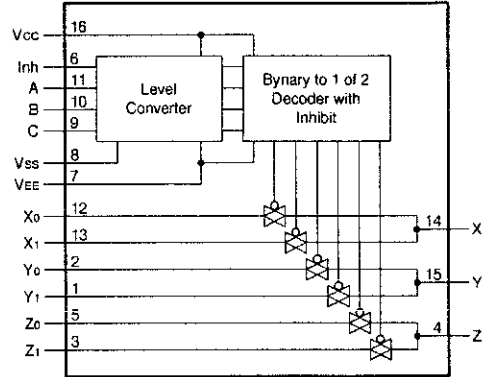 Vcc 16
Inh 6
A 11
B 10
C 9
Vss 8
VEE 7
Level
Converter
Bynary to 1 of 2
Decoder with
Inhibit
X0 12
X1 13
14 X
Y0 2
Y1 1
15 Y
Z0 5
Z1 3
4 Z